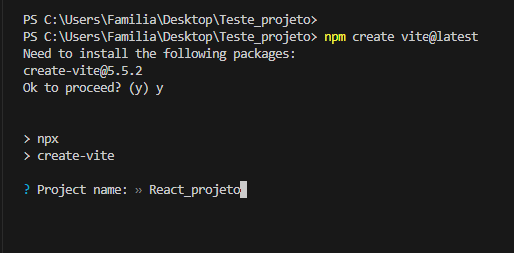 PS C:\Users\Familia\Desktop\Teste_projeto>
PS C:\Users\Familia\Desktop\Teste_projeto> npm create vite@latest
Need to install the following packages:
create-vite@5.5.2
Ok to proceed? (y) y
> npx
> create-vite
? Project name: » React_projeto